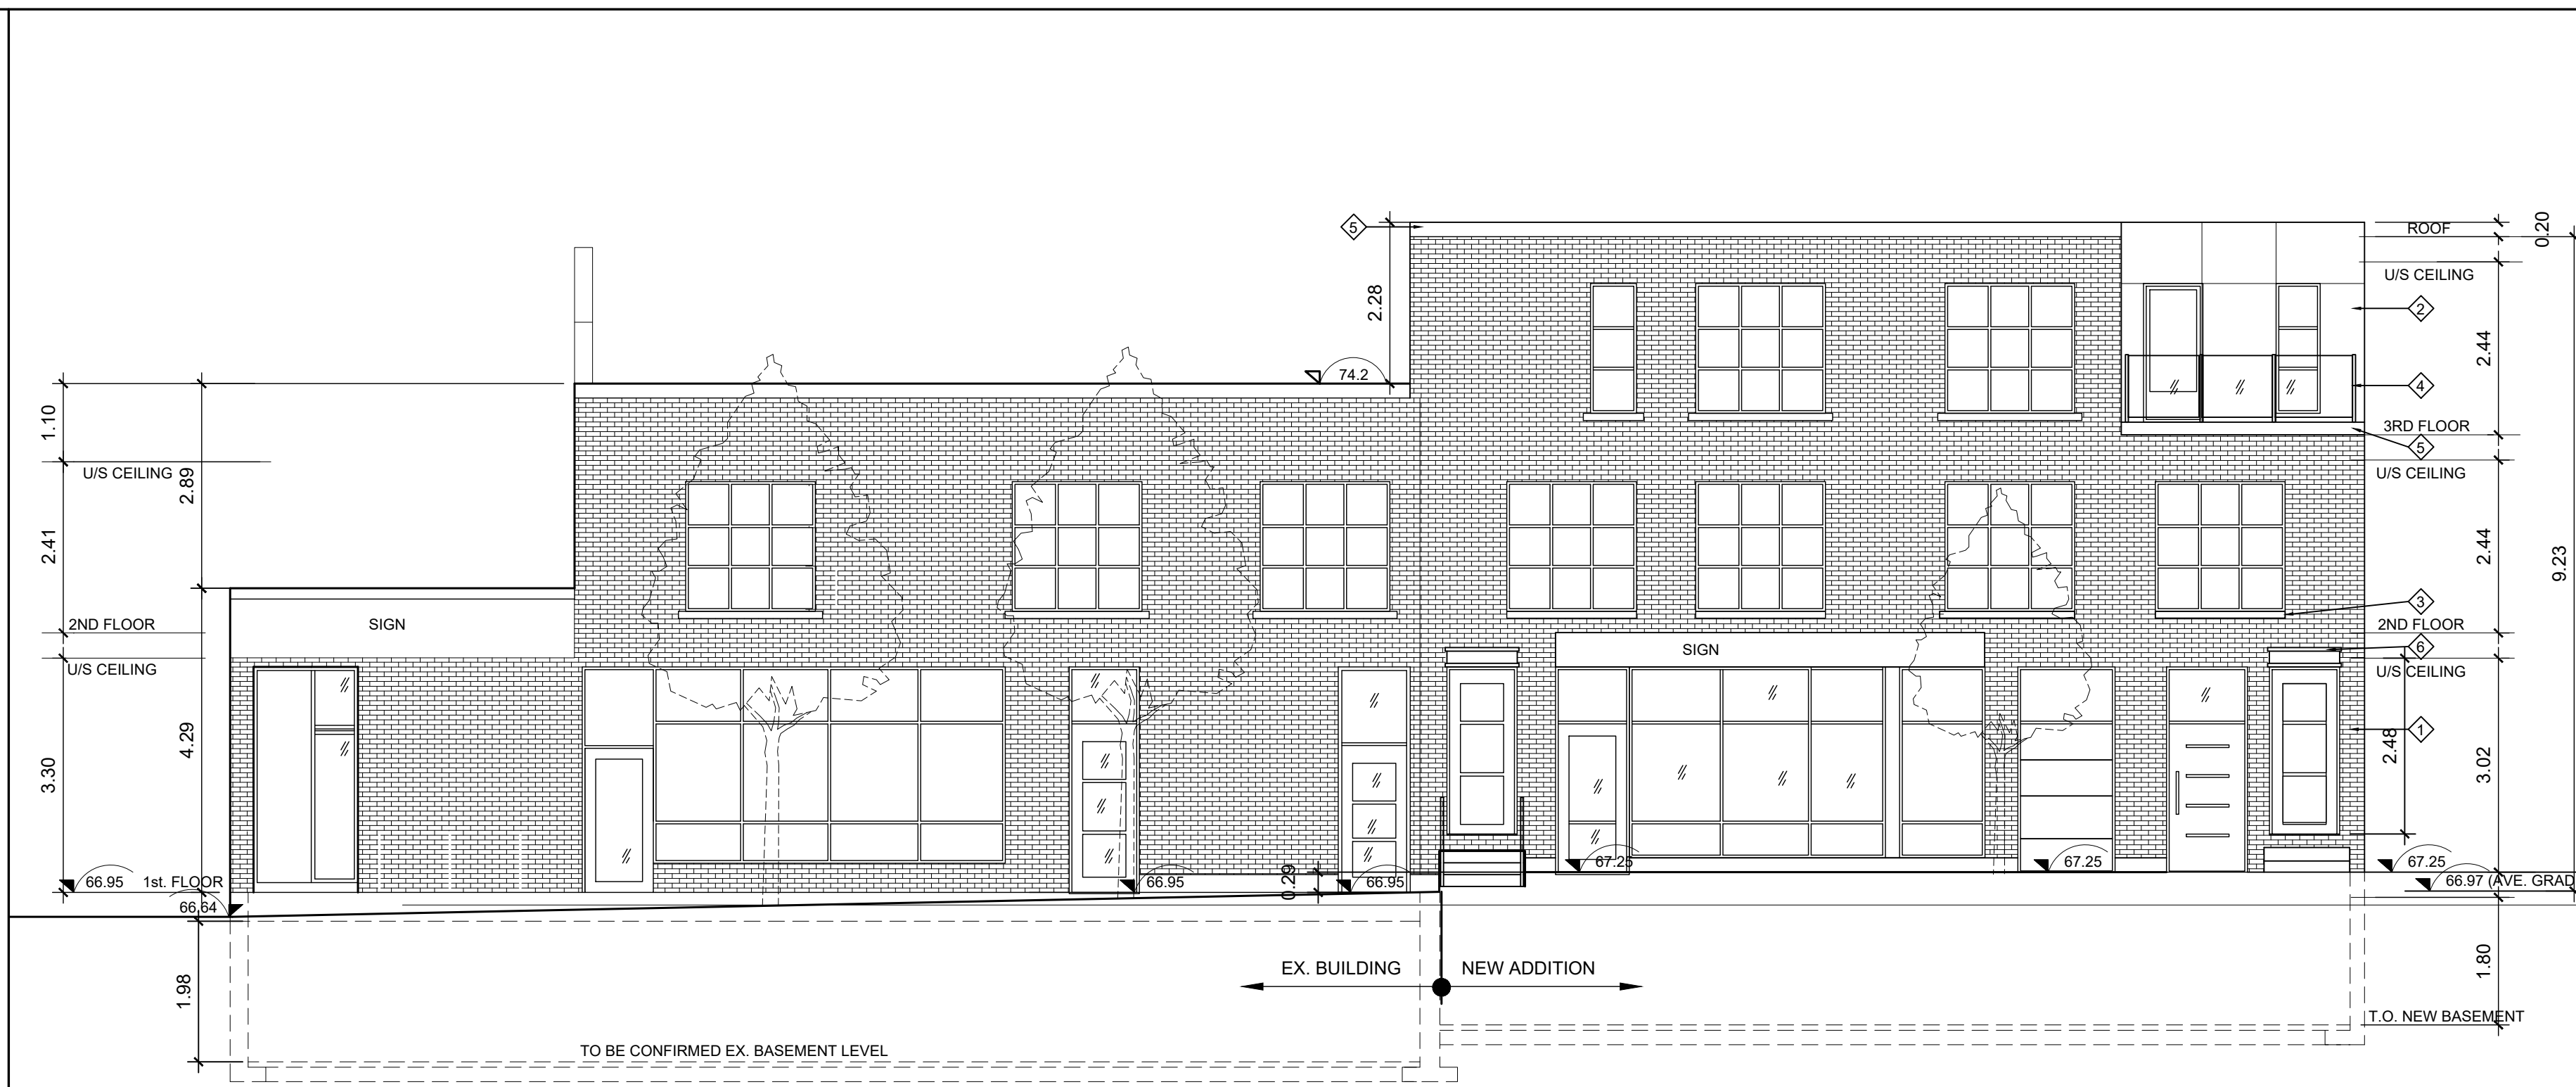 5
ROOF
0.20
U/S CEILING
2
2.28
2.44
74.2
4
1.10
3RD FLOOR
5
U/S CEILING
2.89
U/S CEILING
2.41
2.44
9.23
3
SIGN
2ND FLOOR
2ND FLOOR
SIGN
6
U/S CEILING
U/S CEILING
1
4.29
2.48
3.30
3.02
67.25
67.25
67.25
66.95
1st. FLOOR
66.95
0.29
66.95
66.97 (AVE. GRAD
66.64
EX. BUILDING
NEW ADDITION
1.98
1.80
T.O. NEW BASEMENT
TO BE CONFIRMED EX. BASEMENT LEVEL